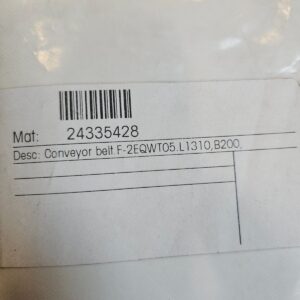 Mat: 24335428
Desc: Conveyor belt F-2EQWT05.L1310,B200,